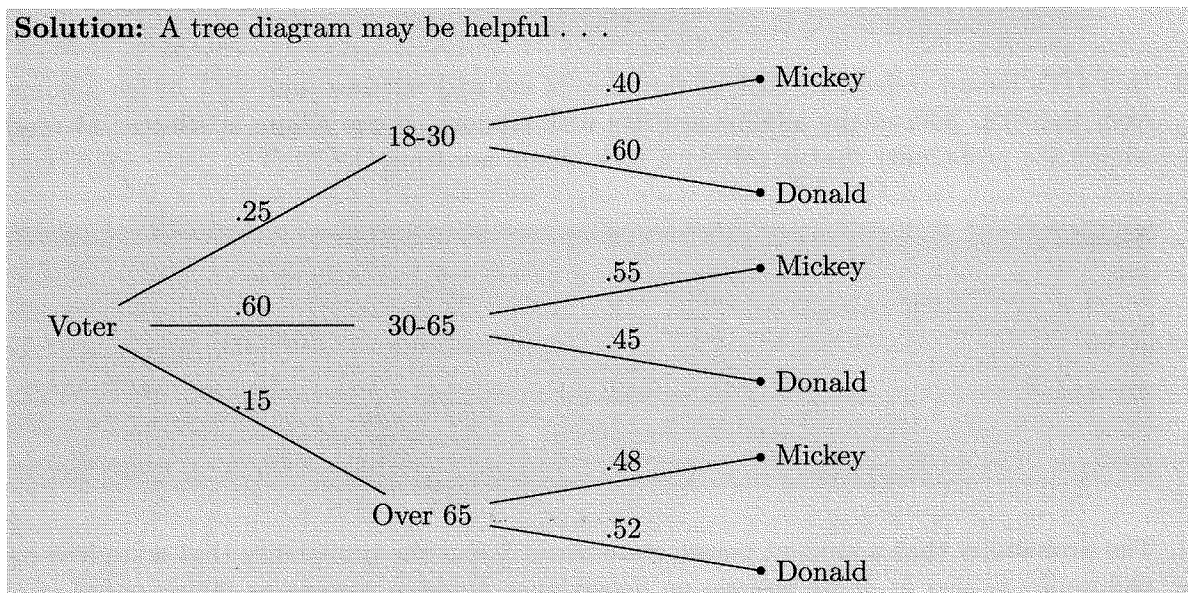 Solution: A tree diagram may be helpful . . .
.40
Mickey
18-30
.60
Donald
.25
.55
Mickey
.60
Voter
30-65
.45
Donald
.15
.48
Mickey
Over 65
.52
Donald